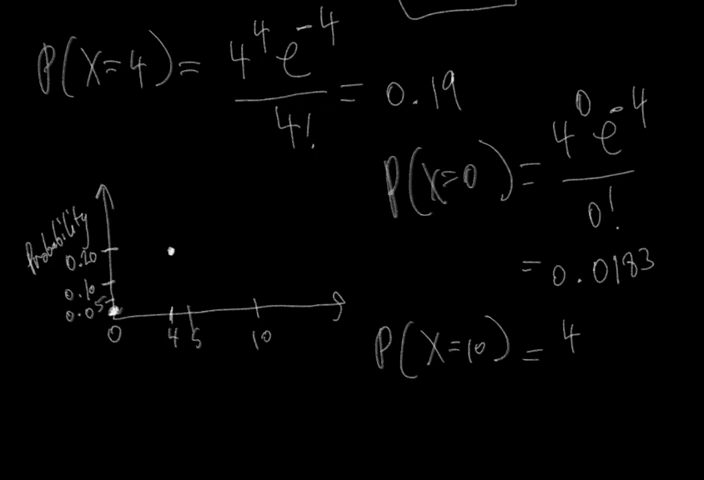 P(X=4) = 4^4 e^-4 / 4! = 0.19
P(X=0) = 4^0 e^-4 / 0!
= 0.0183
P(X=10) = 4
Probability
0.20
0.10
0.05
0 4 5 10